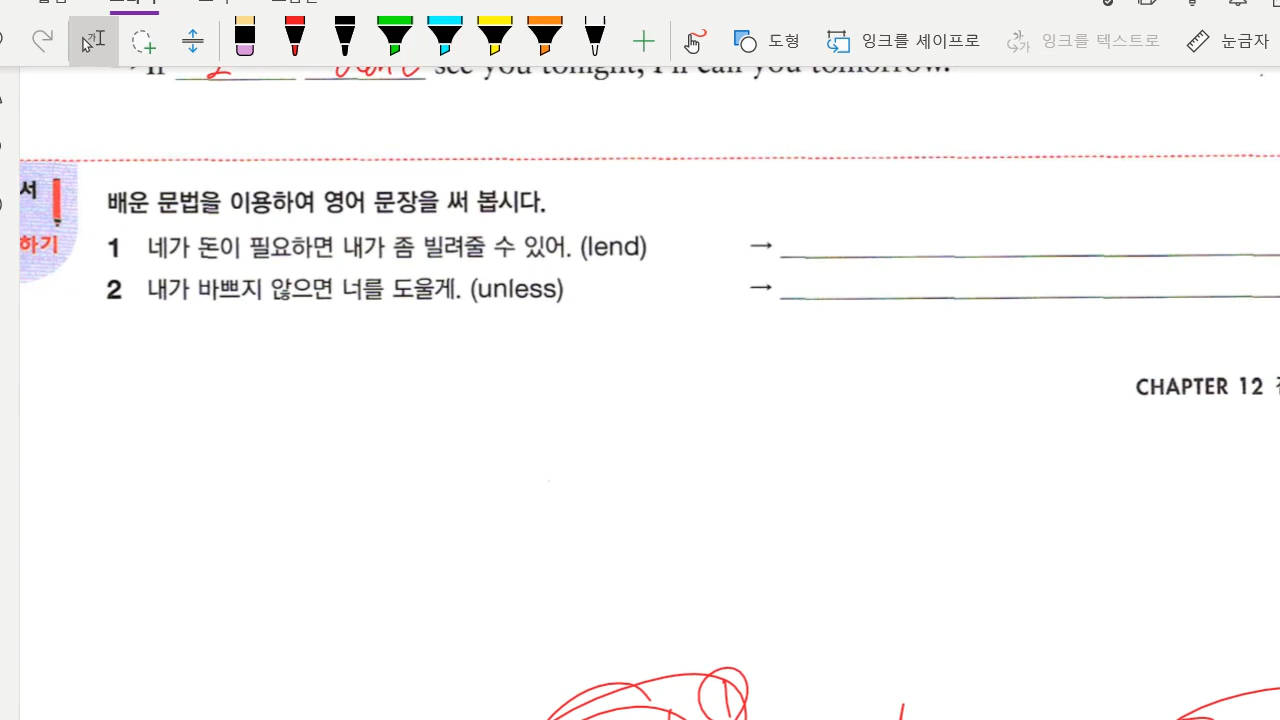 도형 잉크를 셰이프로 잉크를 텍스트로 눈금자
If I don't see you tonight, I'll call you tomorrow.
서
하기
배운 문법을 이용하여 영어 문장을 써 봅시다.
1 네가 돈이 필요하면 내가 좀 빌려줄 수 있어. (lend) →
2 내가 바쁘지 않으면 너를 도울게. (unless) →
CHAPTER 12